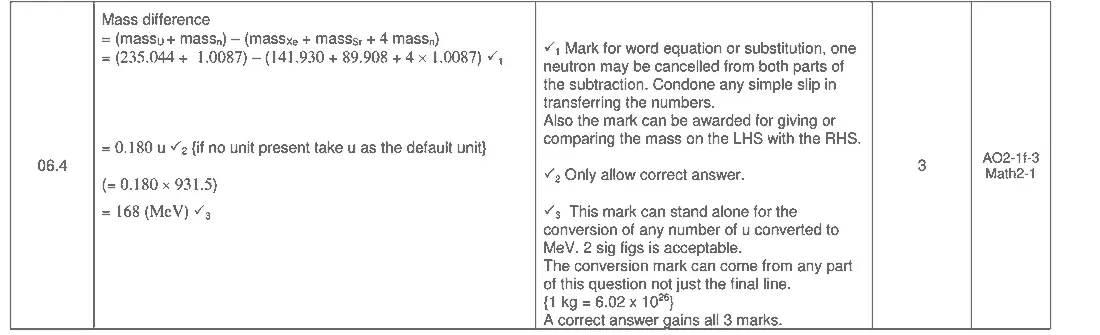 Mass difference
= (massU + massn) – (massXe + massSr + 4 massn)
= (235.044 + 1.0087) – (141.930 + 89.908 + 4 × 1.0087) ✓1
= 0.180 u ✓2 {if no unit present take u as the default unit}
(= 0.180 × 931.5)
= 168 (MeV) ✓3
06.4
✓1 Mark for word equation or substitution, one
neutron may be cancelled from both parts of
the subtraction. Condone any simple slip in
transferring the numbers.
Also the mark can be awarded for giving or
comparing the mass on the LHS with the RHS.
✓2 Only allow correct answer.
✓3 This mark can stand alone for the
conversion of any number of u converted to
MeV. 2 sig figs is acceptable.
The conversion mark can come from any part
of this question not just the final line.
{1 kg = 6.02 x 10²⁶}
A correct answer gains all 3 marks.
3
AO2-1f-3
Math2-1